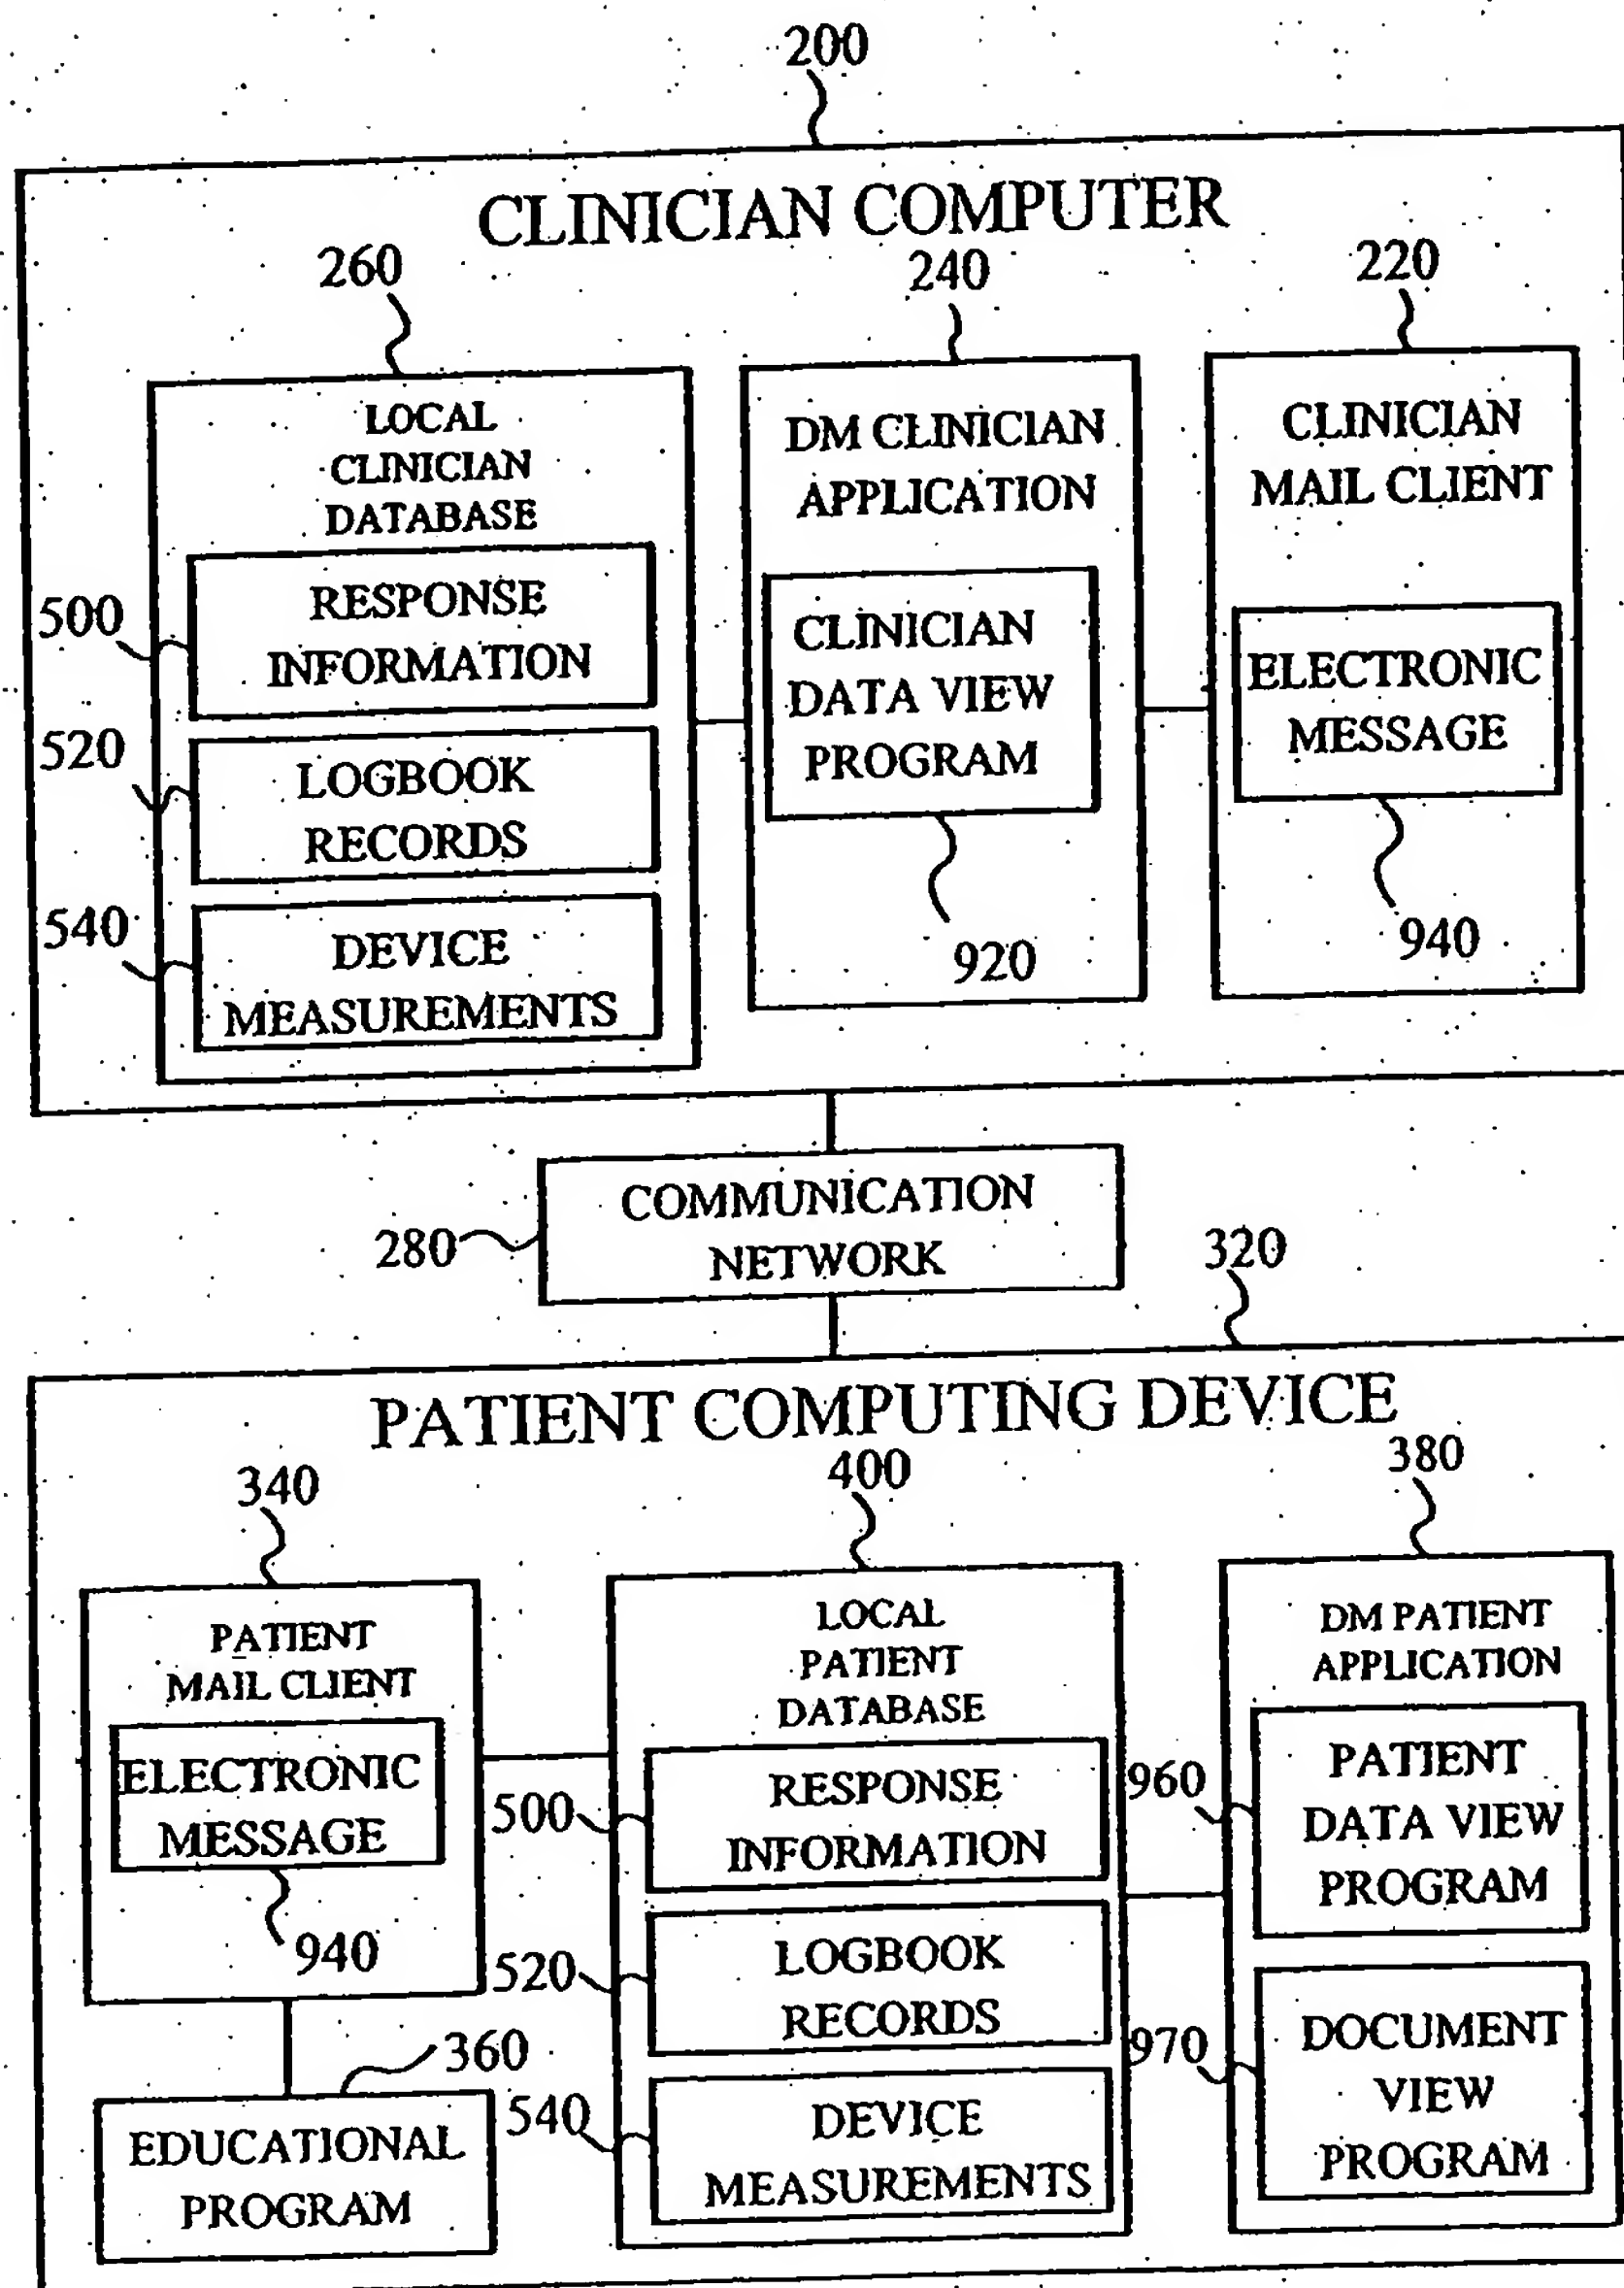 200
CLINICIAN COMPUTER
260
240
220
LOCAL
CLINICIAN
DATABASE
500
RESPONSE
INFORMATION
520
LOGBOOK
RECORDS
540
DEVICE
MEASUREMENTS
DM CLINICIAN
APPLICATION
CLINICIAN
DATA VIEW
PROGRAM
920
CLINICIAN
MAIL CLIENT
ELECTRONIC
MESSAGE
940
COMMUNICATION
NETWORK
280
320
PATIENT COMPUTING DEVICE
340
400
380
PATIENT
MAIL CLIENT
ELECTRONIC
MESSAGE
940
360
EDUCATIONAL
PROGRAM
LOCAL
PATIENT
DATABASE
500
RESPONSE
INFORMATION
520
LOGBOOK
RECORDS
540
DEVICE
MEASUREMENTS
DM PATIENT
APPLICATION
960
PATIENT
DATA VIEW
PROGRAM
970
DOCUMENT
VIEW
PROGRAM